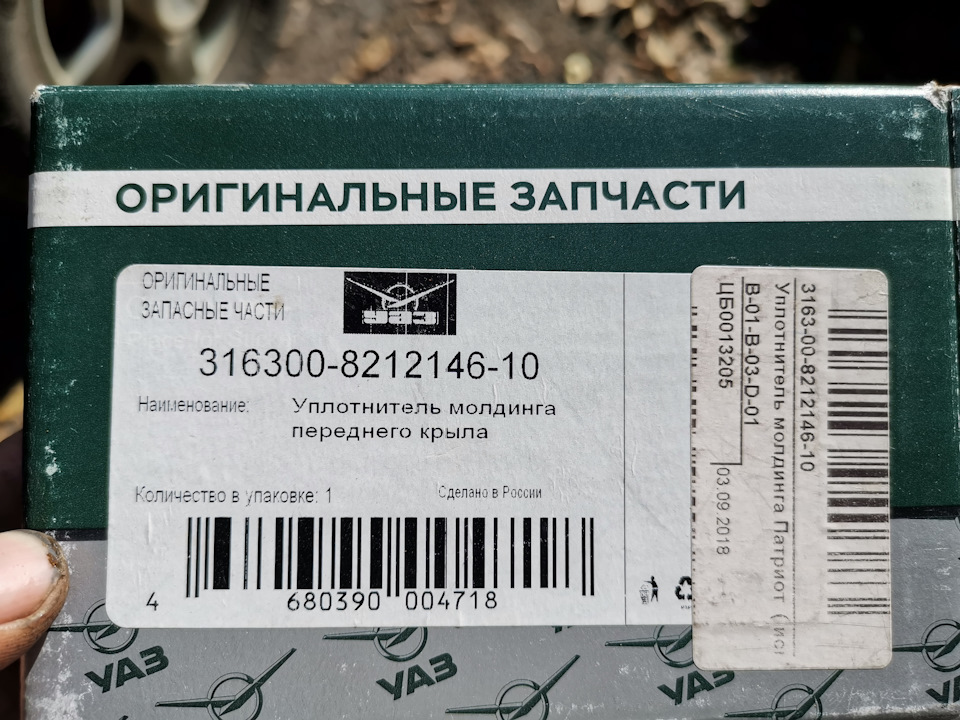 ОРИГИНАЛЬНЫЕ ЗАПЧАСТИ
ОРИГИНАЛЬНЫЕ
ЗАПАСНЫЕ ЧАСТИ
УАЗ
316300-8212146-10
Наименование: Уплотнитель молдинга
переднего крыла
Количество в упаковке: 1 Сделано в России
4 680390 004718
3163-00-8212146-10
Уплотнитель молдинга Патриот
В-01-В-03-D-01
ЦБ0013205 03.09.2018
УАЗ
УАЗ
УАЗ